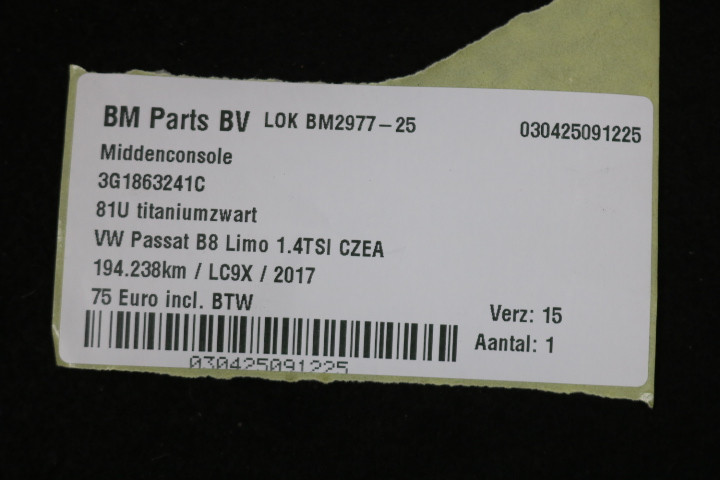 BM Parts BV LOK BM2977-25 030425091225
Middenconsole
3G1863241C
81U titaniumzwart
VW Passat B8 Limo 1.4TSI CZEA
194.238km / LC9X / 2017
75 Euro incl. BTW
Verz: 15
Aantal: 1
030425091225